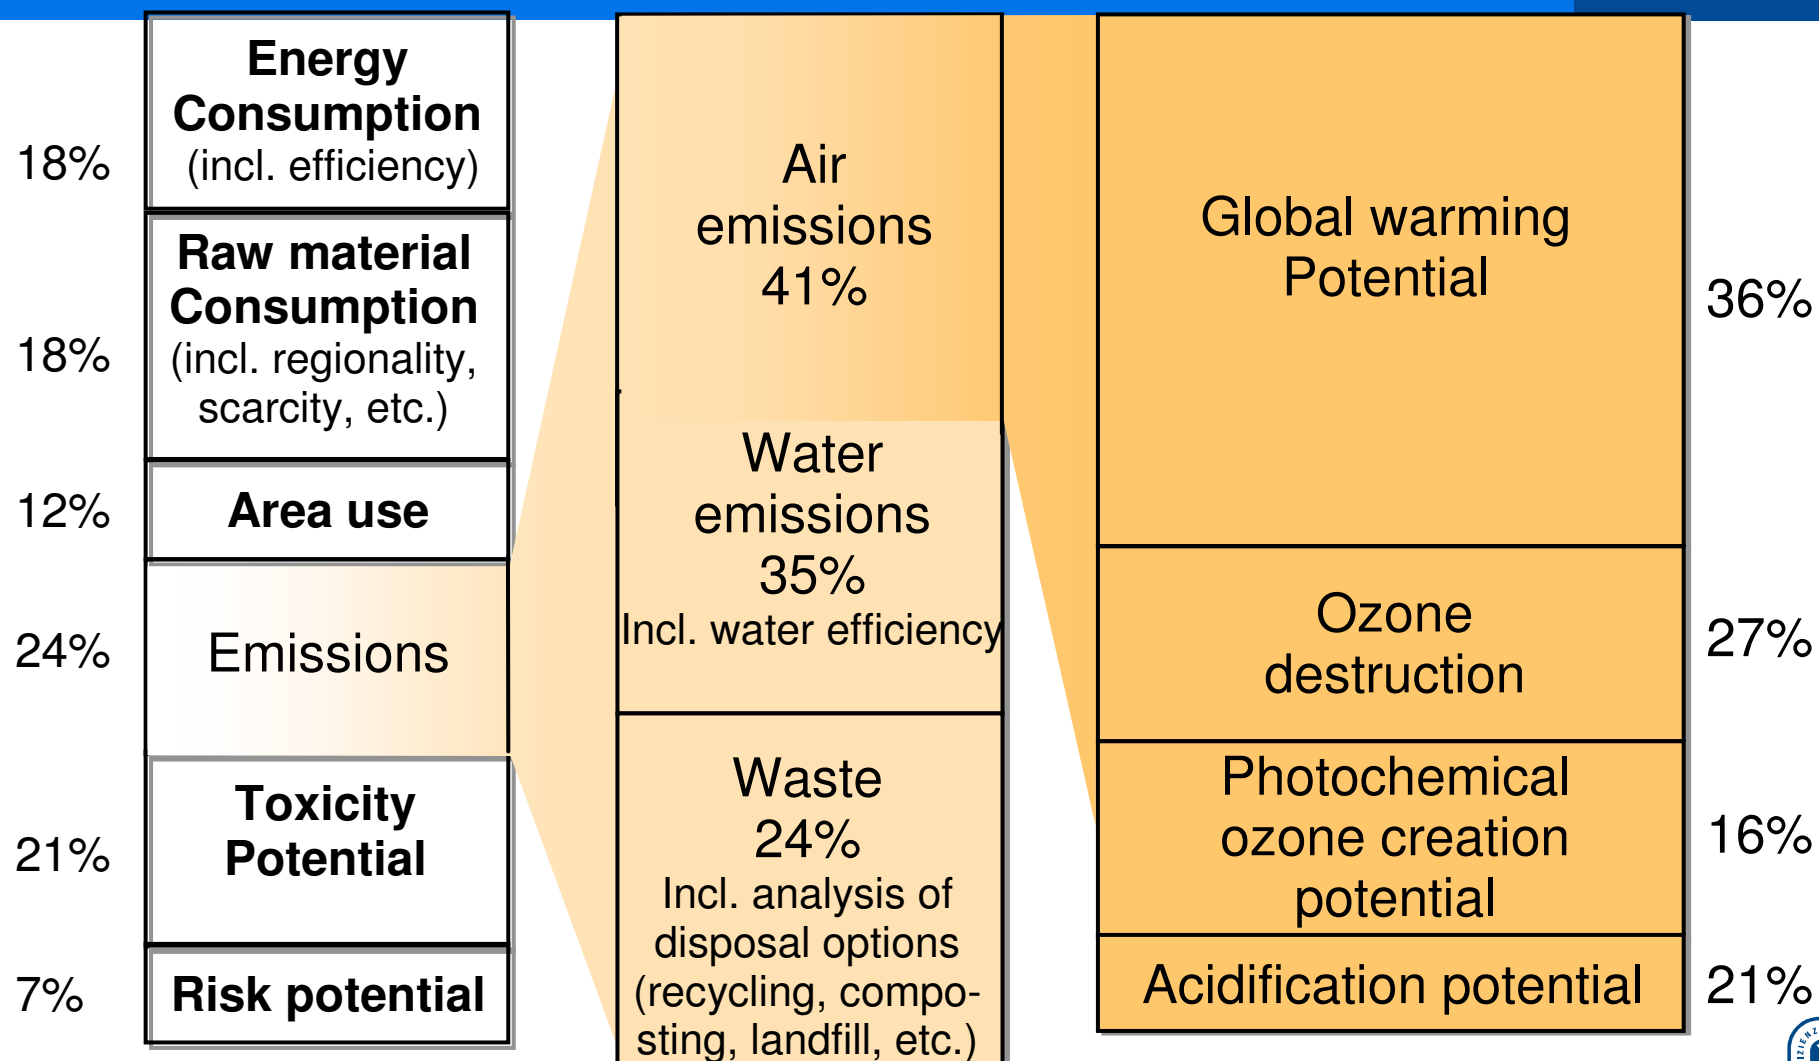 18%
Energy
Consumption
(incl. efficiency)
18%
Raw material
Consumption
(incl. regionality,
scarcity, etc.)
12%
Area use
24%
Emissions
21%
Toxicity
Potential
7%
Risk potential
Air
emissions
41%
Water
emissions
35%
Incl. water efficiency
Waste
24%
Incl. analysis of
disposal options
(recycling, compo-
sting, landfill, etc.)
Global warming
Potential
36%
Ozone
destruction
27%
Photochemical
ozone creation
potential
16%
Acidification potential
21%